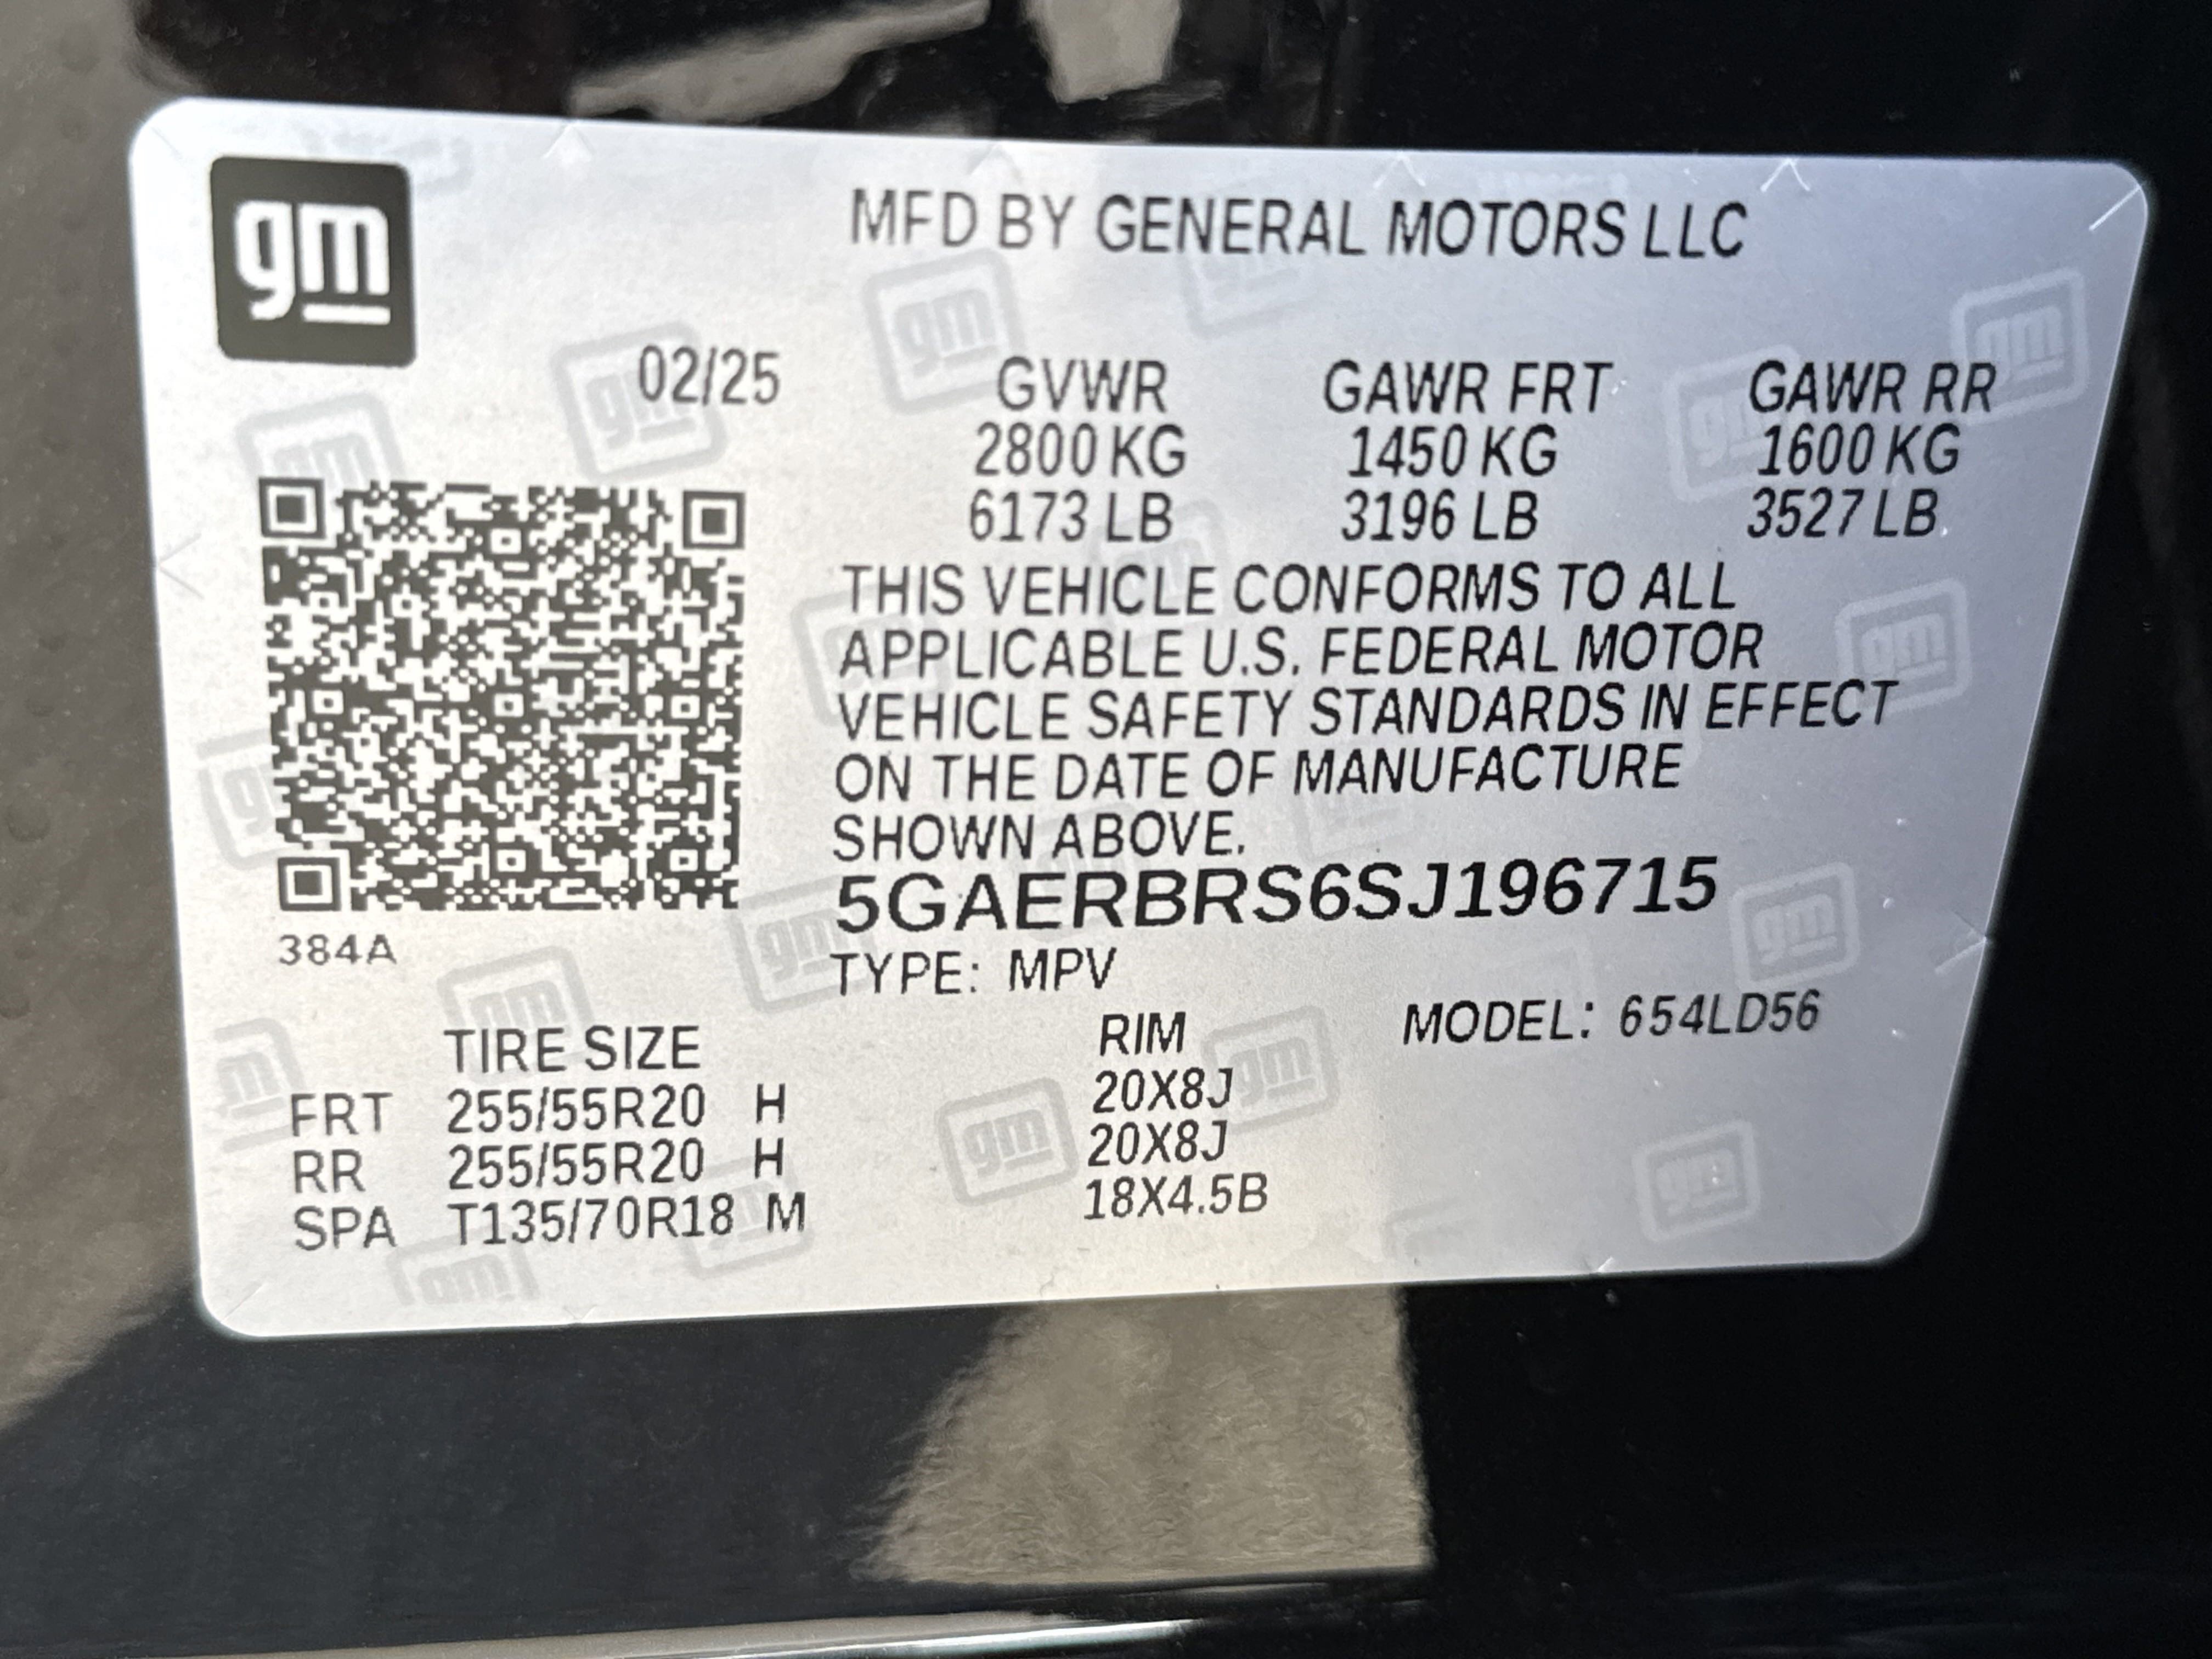 gm
MFD BY GENERAL MOTORS LLC
02/25
GVWR GAWR FRT GAWR RR
2800 KG 1450 KG 1600 KG
6173 LB 3196 LB 3527 LB
THIS VEHICLE CONFORMS TO ALL
APPLICABLE U.S. FEDERAL MOTOR
VEHICLE SAFETY STANDARDS IN EFFECT
ON THE DATE OF MANUFACTURE
SHOWN ABOVE.
5GAERBRS6SJ196715
384A
TYPE: MPV
MODEL: 654LD56
TIRE SIZE RIM
FRT 255/55R20 H 20X8J
RR 255/55R20 H 20X8J
SPA T135/70R18 M 18X4.5B